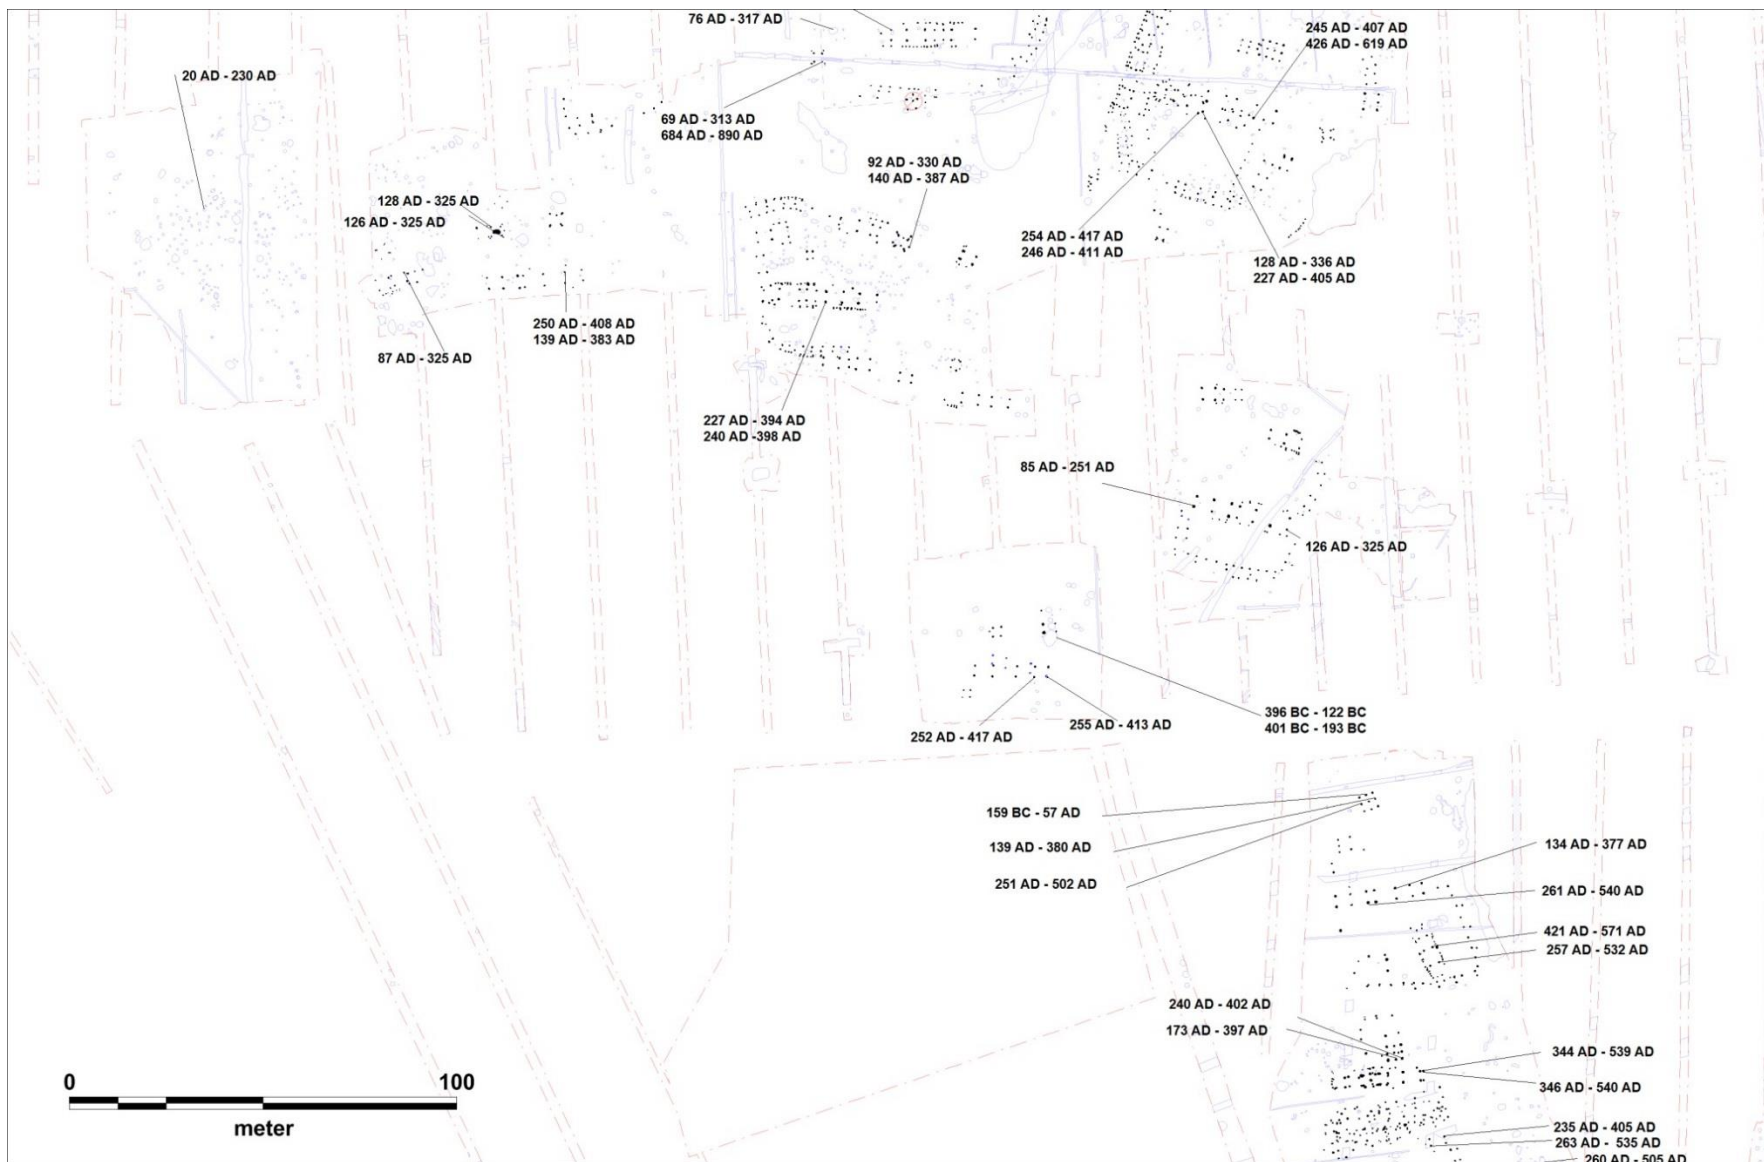 76 AD - 317 AD
245 AD - 407 AD
426 AD - 619 AD
20 AD - 230 AD
69 AD - 313 AD
684 AD - 890 AD
92 AD - 330 AD
140 AD - 387 AD
128 AD - 325 AD
126 AD - 325 AD
254 AD - 417 AD
246 AD - 411 AD
128 AD - 336 AD
227 AD - 405 AD
250 AD - 408 AD
139 AD - 383 AD
87 AD - 325 AD
227 AD - 394 AD
240 AD -398 AD
85 AD - 251 AD
126 AD - 325 AD
396 BC - 122 BC
401 BC - 193 BC
255 AD - 413 AD
252 AD - 417 AD
159 BC - 57 AD
139 AD - 380 AD
251 AD - 502 AD
134 AD - 377 AD
261 AD - 540 AD
421 AD - 571 AD
257 AD - 532 AD
240 AD - 402 AD
173 AD - 397 AD
344 AD - 539 AD
346 AD - 540 AD
235 AD - 405 AD
263 AD - 535 AD
260 AD - 505 AD
0 100
meter